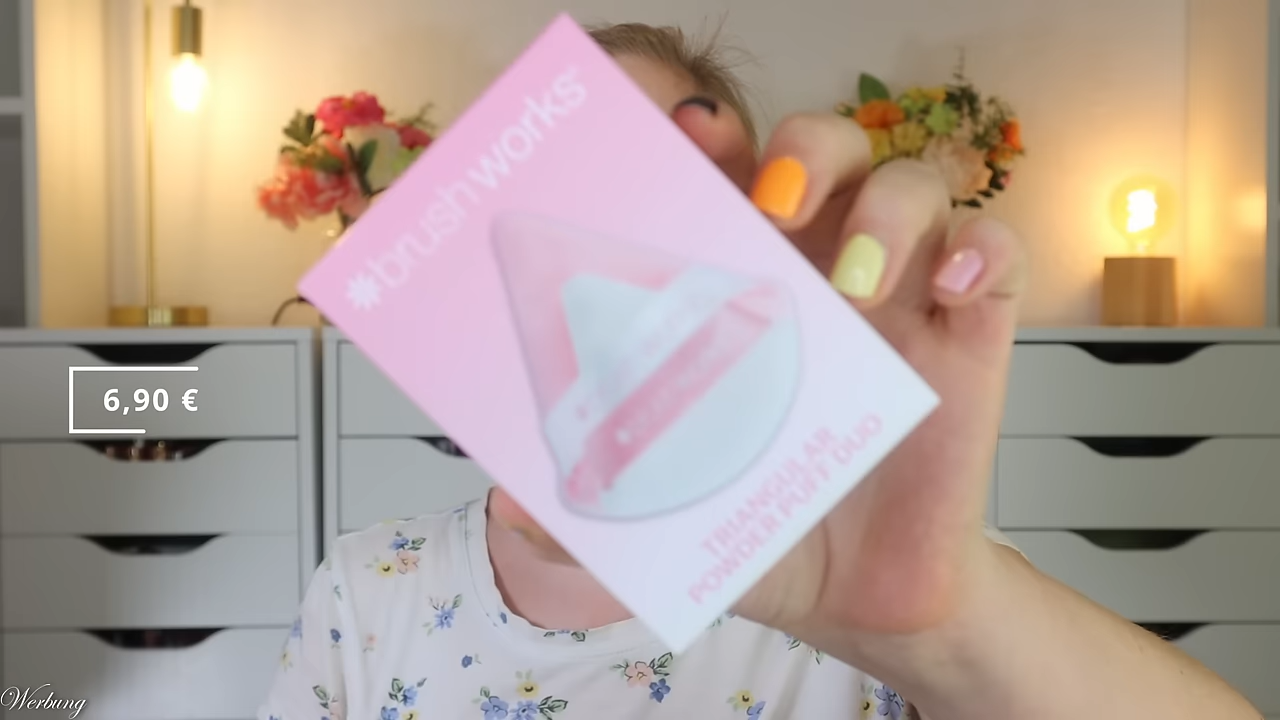 brushworks
TRIANGULAR
POWDER PUFF DUO
6,90 €
Werbung